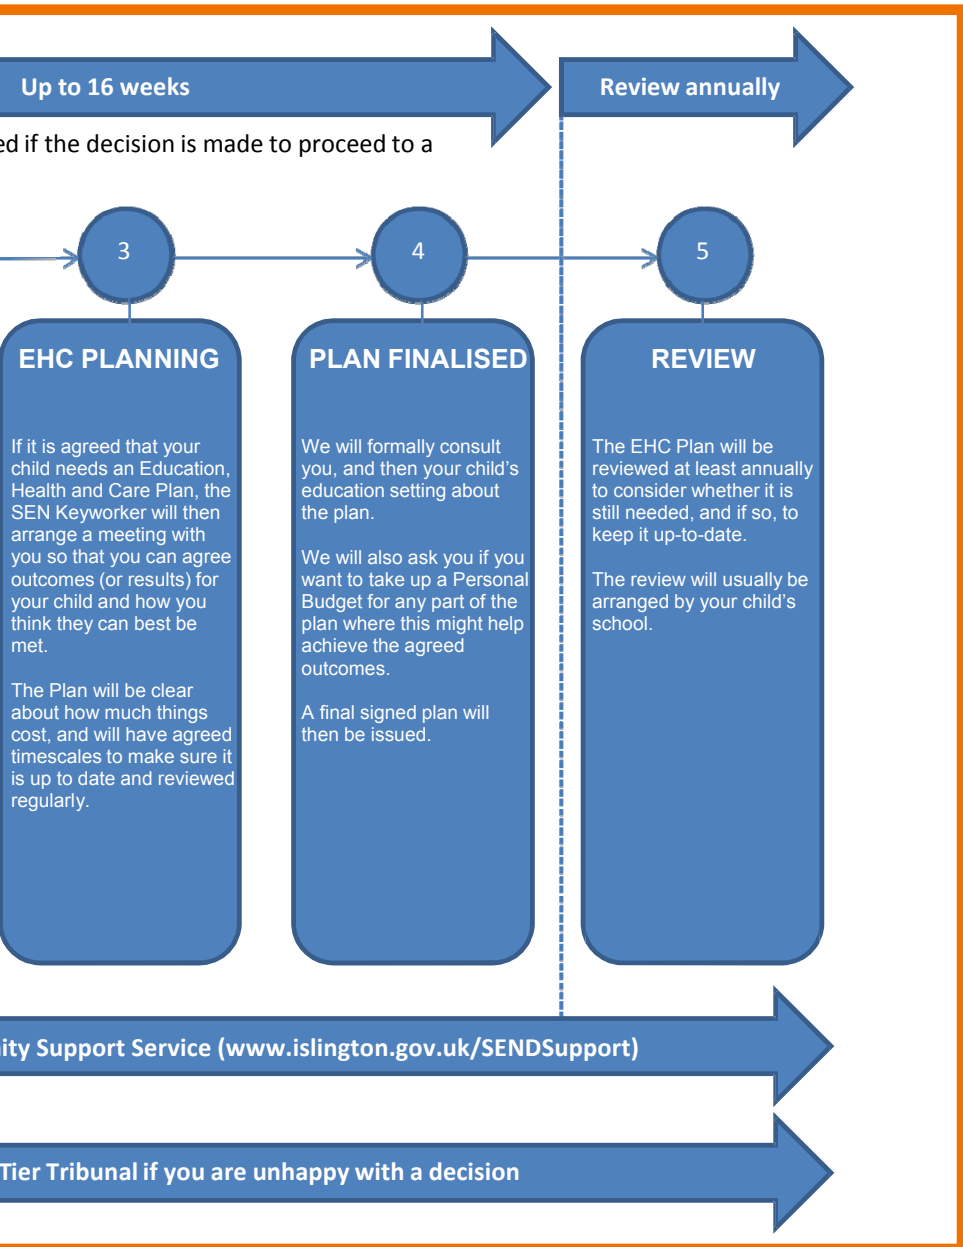 Up to 16 weeks
Review annually
ed if the decision is made to proceed to a
3
4
5
EHC PLANNING
If it is agreed that your
child needs an Education,
Health and Care Plan, the
SEN Keyworker will then
arrange a meeting with
you so that you can agree
outcomes (or results) for
your child and how you
think they can best be
met.
The Plan will be clear
about how much things
cost, and will have agreed
timescales to make sure it
is up to date and reviewed
regularly.
PLAN FINALISED
We will formally consult
you, and then your child’s
education setting about
the plan.
We will also ask you if you
want to take up a Personal
Budget for any part of the
plan where this might help
achieve the agreed
outcomes.
A final signed plan will
then be issued.
REVIEW
The EHC Plan will be
reviewed at least annually
to consider whether it is
still needed, and if so, to
keep it up-to-date.
The review will usually be
arranged by your child’s
school.
ity Support Service (www.islington.gov.uk/SENDSupport)
Tier Tribunal if you are unhappy with a decision